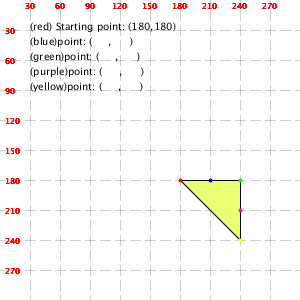 30 60 90 120 150 180 210 240 270
30
(red) Starting point: (180,180)
(blue)point: ( , )
(green)point: ( , )
60
(purple)point: ( , )
(yellow)point: ( , )
90
120
150
180
210
240
270